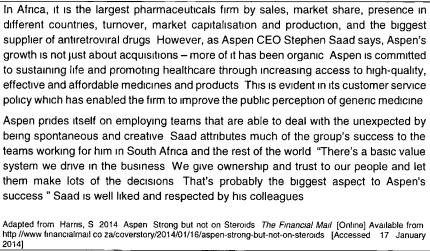 In Africa, it is the largest pharmaceuticals firm by sales, market share, presence in
different countries, turnover, market capitalisation and production, and the biggest
supplier of antiretroviral drugs However, as Aspen CEO Stephen Saad says, Aspen's
growth is not just about acquisitions – more of it has been organic Aspen is committed
to sustaining life and promoting healthcare through increasing access to high-quality,
effective and affordable medicines and products This is evident in its customer service
policy which has enabled the firm to improve the public perception of generic medicine
Aspen prides itself on employing teams that are able to deal with the unexpected by
being spontaneous and creative Saad attributes much of the group's success to the
teams working for him in South Africa and the rest of the world "There's a basic value
system we drive in the business We give ownership and trust to our people and let
them make lots of the decisions That's probably the biggest aspect to Aspen's
success " Saad is well liked and respected by his colleagues
Adapted from Harris, S 2014 Aspen Strong but not on Steroids The Financial Mail [Online] Available from
http //www financialmail co za/coverstory/2014/01/16/aspen-strong-but-not-on-steroids [Accessed 17 January
2014]